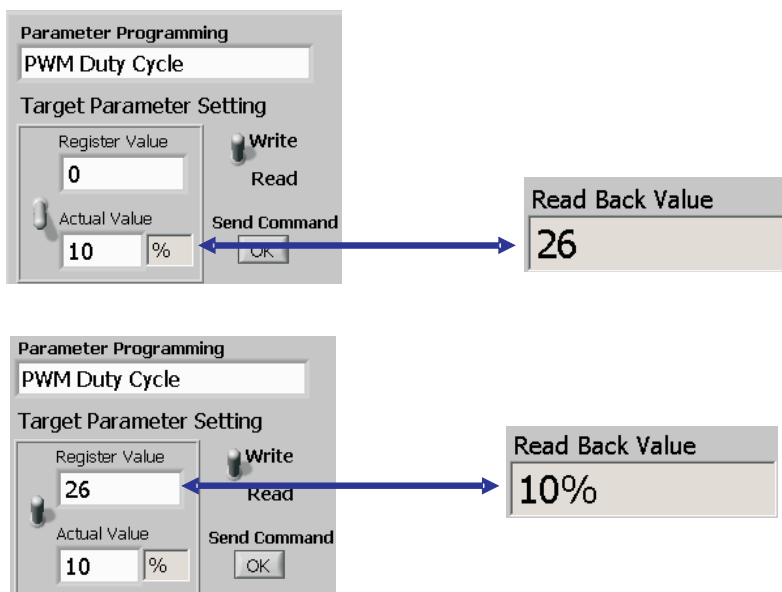 Parameter Programming
PWM Duty Cycle
Target Parameter Setting
Register Value
Write
0
Read
Actual Value
Send Command
10 %
OK
Read Back Value
26
Parameter Programming
PWM Duty Cycle
Target Parameter Setting
Register Value
Write
26
Read
Actual Value
Send Command
10 %
OK
Read Back Value
10%